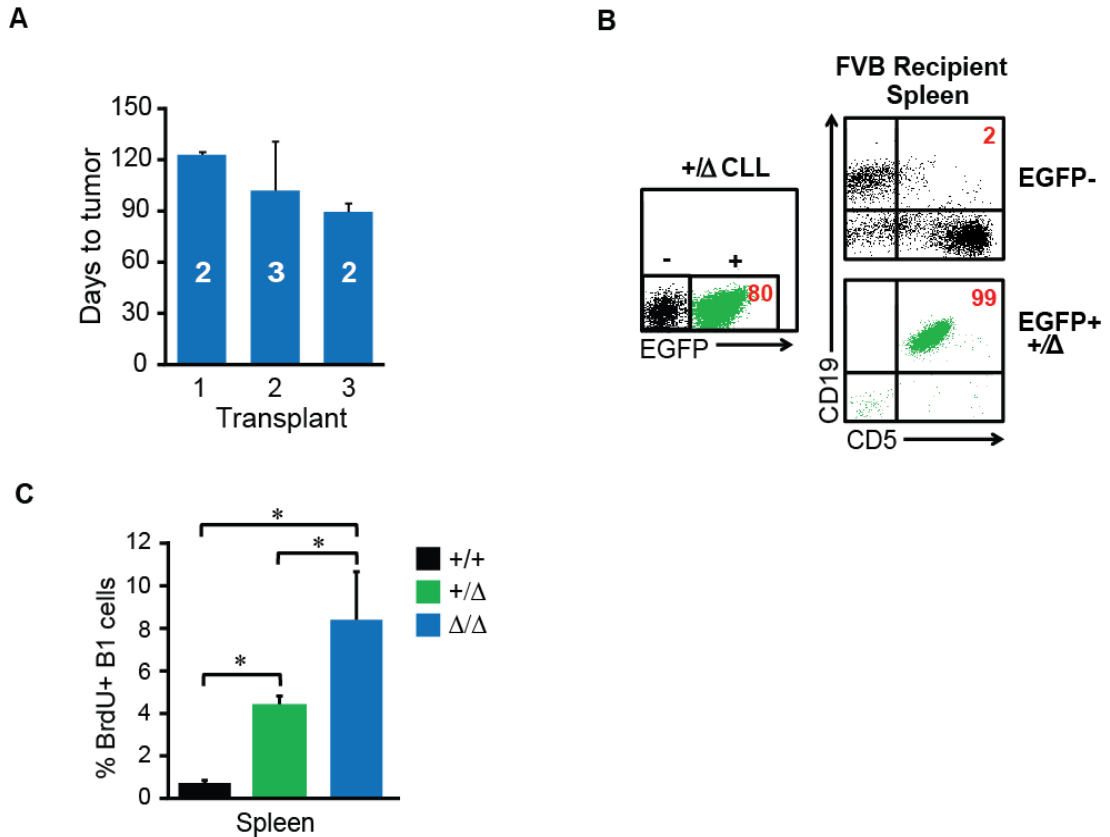 A
150
120
90
60
30
0
Days to tumor
2
3
2
1
2
3
Transplant
B
FVB Recipient
Spleen
+/Δ CLL
-
+
80
EGFP
2
EGFP-
99
EGFP+
+/Δ
CD19
CD5
C
12
10
8
6
4
2
0
% BrdU+ B1 cells
*
*
*
Spleen
+/+
+/Δ
Δ/Δ